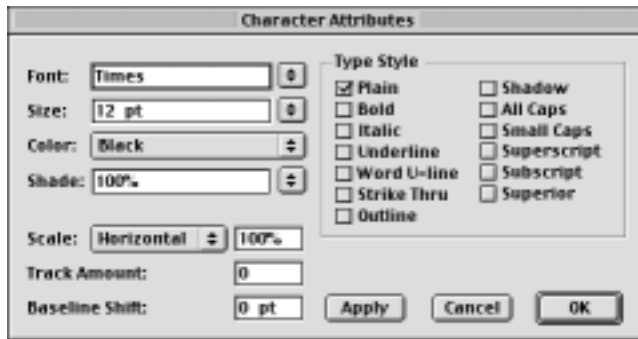 Character Attributes
Font: Times
Size: 12 pt
Color: Black
Shade: 100%
Scale: Horizontal 100%
Track Amount: 0
Baseline Shift: 0 pt
Type Style
Plain
Bold
Italic
Underline
Word U-line
Strike Thru
Outline
Shadow
All Caps
Small Caps
Superscript
Subscript
Superior
Apply Cancel OK